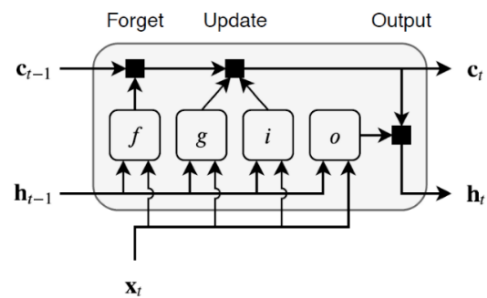 Forget Update Output
c_{t−1} c_t
f g i o
h_{t−1} h_t
x_t